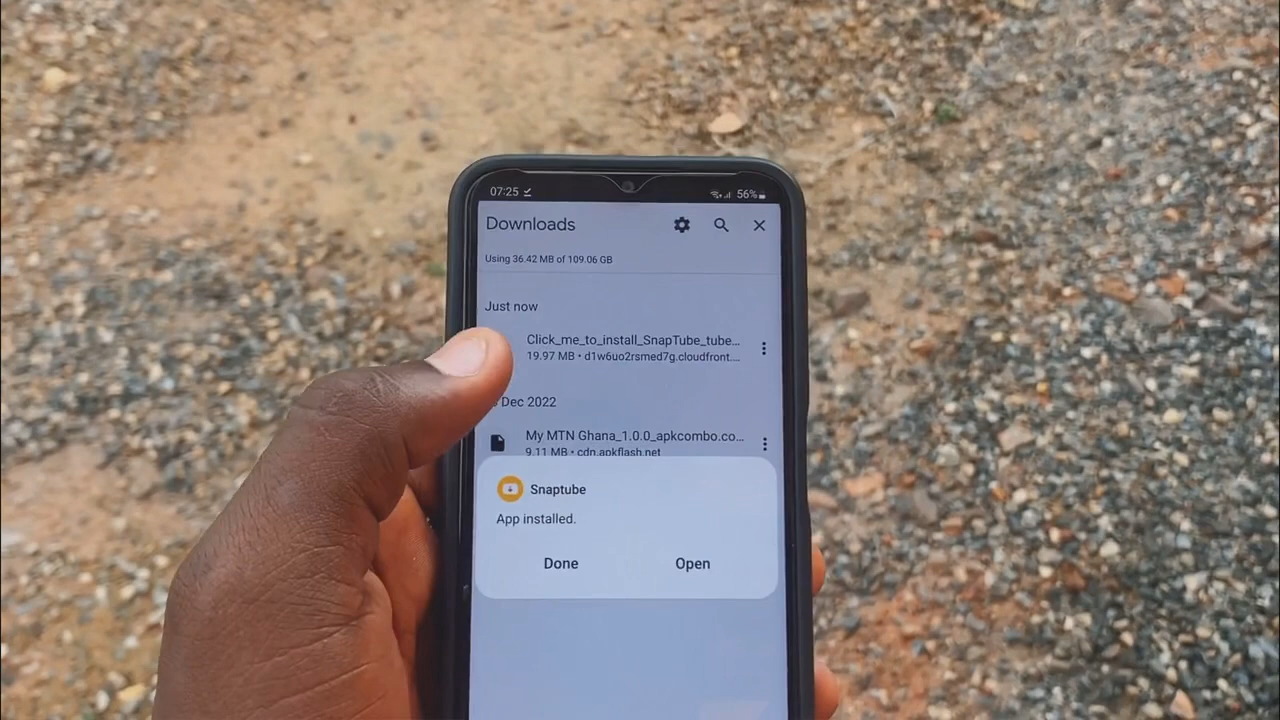 07:25
56%
Downloads
Using 36.42 MB of 109.06 GB
Just now
Click_me_to_install_SnapTube_tube…
19.97 MB • d1w6uo2rsmed7g.cloudfront.…
Dec 2022
My MTN Ghana_1.0.0_apkcombo.co…
9.11 MB • cdn.apkflash.net
Snaptube
App installed.
Done Open